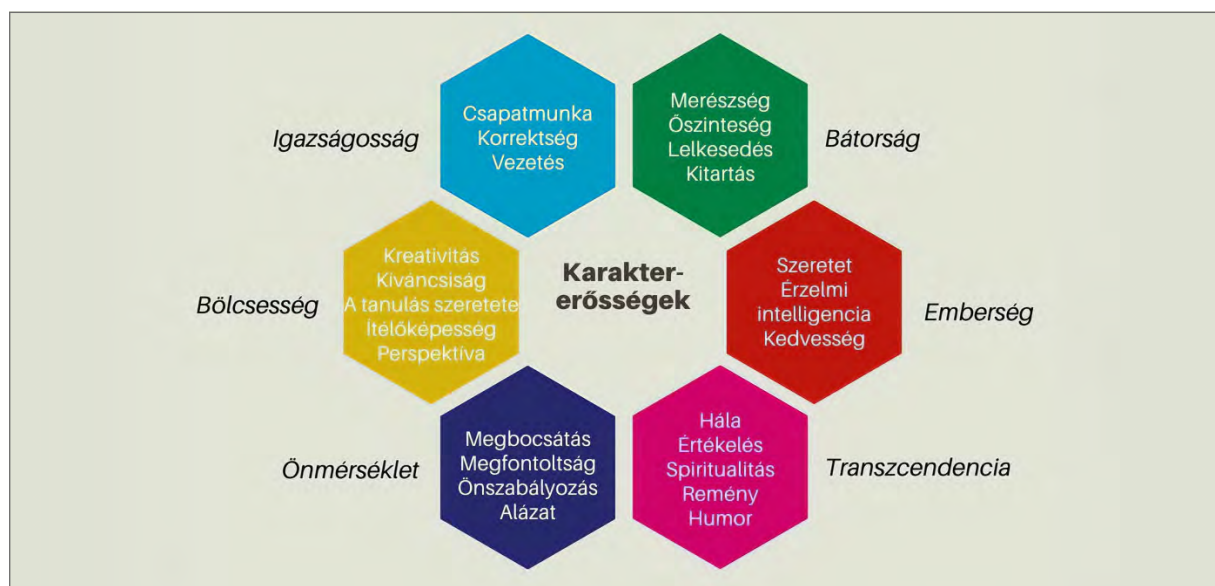 Igazságosság
Csapatmunka
Korrektség
Vezetés
Merészség
Őszinteség
Lelkesedés
Kitartás
Bátorság
Bölcsesség
Kreativitás
Kíváncsiság
A tanulás szeretete
Ítélőképesség
Perspektíva
Karakter-
erősségek
Szeretet
Érzelmi
intelligencia
Kedvesség
Emberség
Önmérséklet
Megbocsátás
Megfontoltság
Önszabályozás
Alázat
Hála
Értékelés
Spiritualitás
Remény
Humor
Transzcendencia